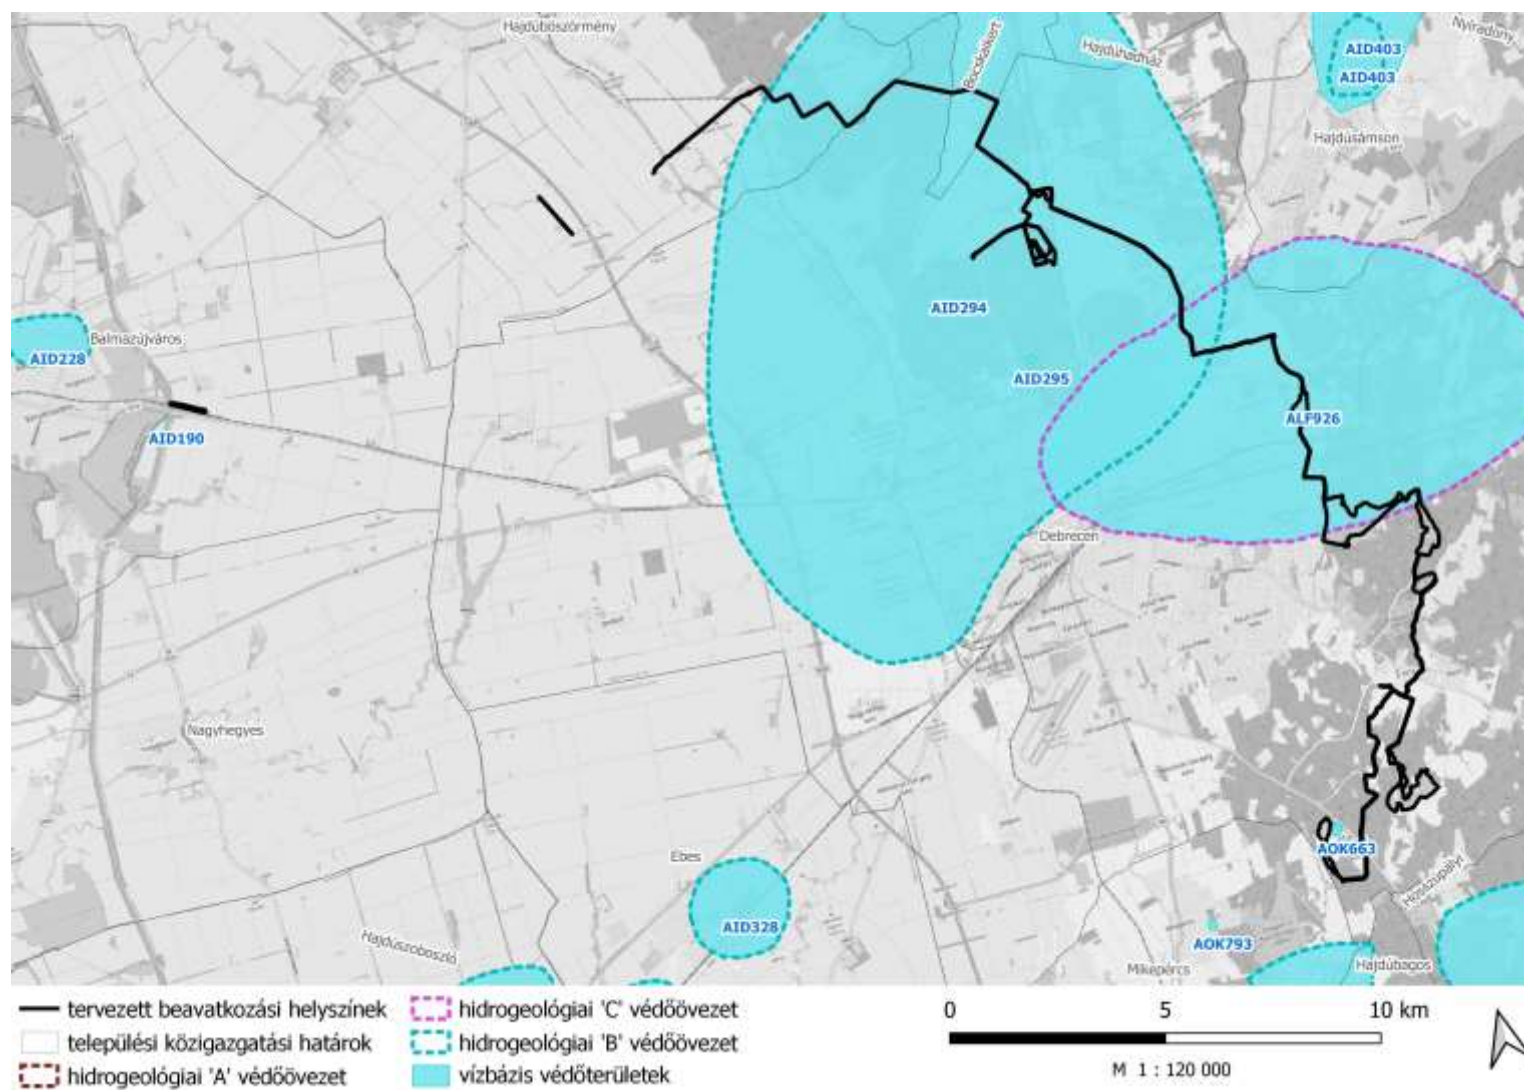 Hajdúböszörmény
Bocskaikert
Hajdúhadház
Nyíradony
AID403
AID403
Hajdúsámson
AID294
Balmazújváros
AID228
AID295
ALF926
AID190
Debrecen
Nagyhegyes
Ebes
AOK663
Hosszúpályi
AID328
Hajdúszoboszló
AOK793
Mikepércs
Hajdúbagos
tervezett beavatkozási helyszínek
települési közigazgatási határok
hidrogeológiai 'A' védőövezet
hidrogeológiai 'C' védőövezet
hidrogeológiai 'B' védőövezet
vízbázis védőterületek
0 5 10 km
M 1 : 120 000